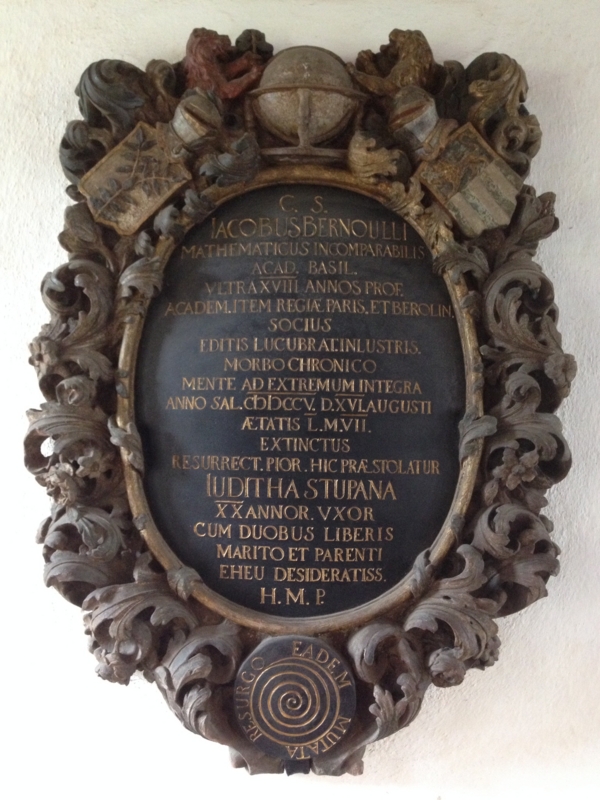 C. S.
IACOBUS BERNOULLI
MATHEMATICUS INCOMPARABILIS
ACAD. BASIL.
VLTRA XVIII ANNOS PROF.
ACADEM. ITEM REGIÆ PARIS. ET BEROLIN.
SOCIUS
EDITIS LUCUBRAT. INLUSTRIS.
MORBO CHRONICO
MENTE AD EXTREMUM INTEGRA
ANNO SAL. CIƆIƆCCV. D. XVI. AUGUSTI
ÆTATIS L. M. VII.
EXTINCTUS
RESURRECT. PIOR. HIC PRÆSTOLATUR
IUDITHA STUPANA
XX ANNOR. VXOR
CUM DUOBUS LIBERIS
MARITO ET PARENTI
EHEU DESIDERATISS.
H. M. P.
EADEM MUTATA RESURGO